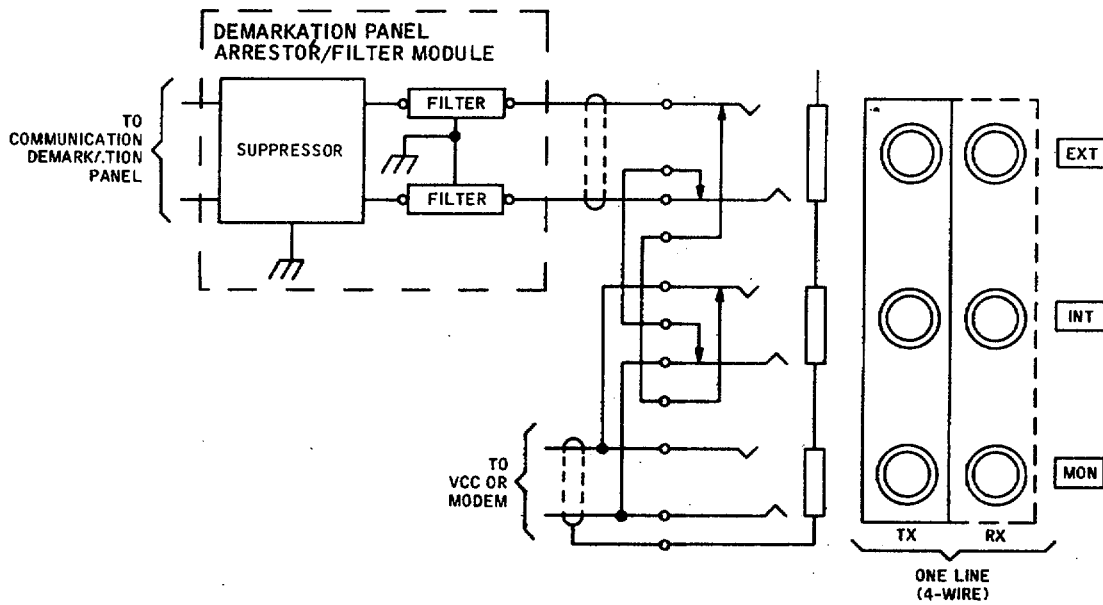 DEMARKATION PANEL
ARRESTOR/FILTER MODULE
TO
COMMUNICATION
DEMARK/.TION
PANEL
SUPPRESSOR
FILTER
FILTER
TO
VCC OR
MODEM
EXT
INT
MON
TX RX
ONE LINE
(4-WIRE)